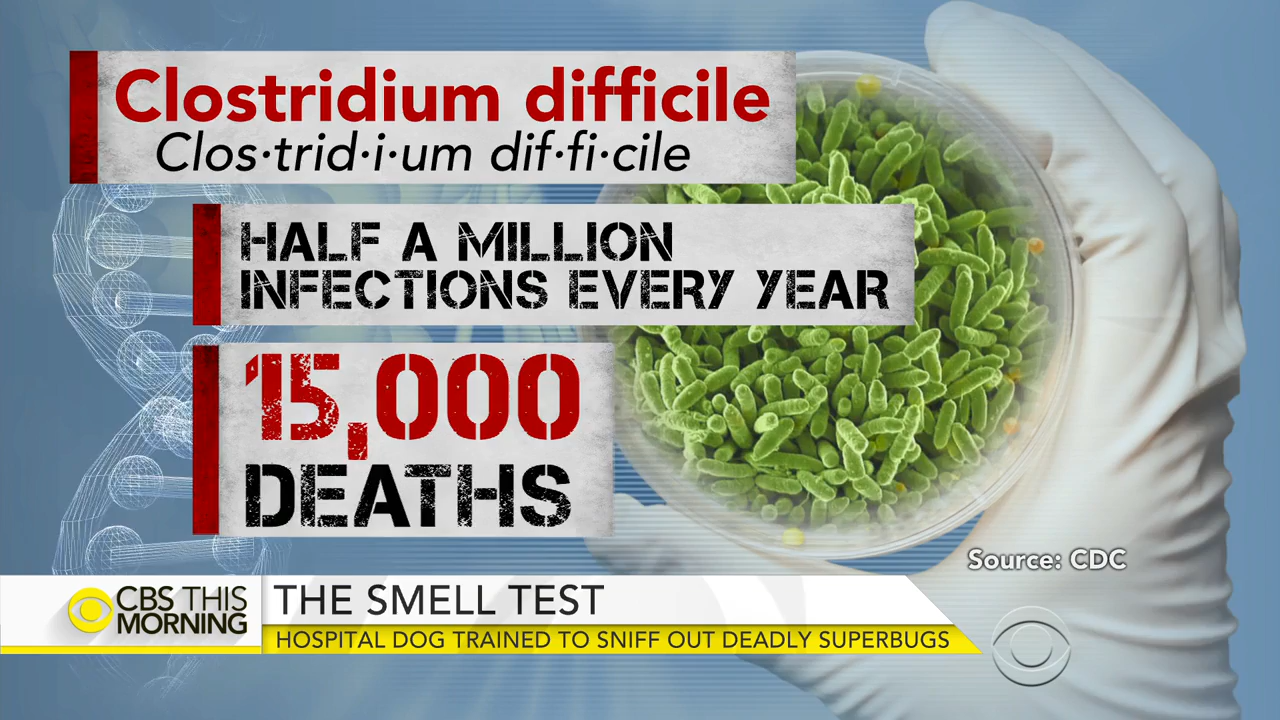 Clostridium difficile
Clos·trid·i·um dif·fi·cile
HALF A MILLION
INFECTIONS EVERY YEAR
15,000
DEATHS
Source: CDC
CBS THIS
MORNING
THE SMELL TEST
HOSPITAL DOG TRAINED TO SNIFF OUT DEADLY SUPERBUGS